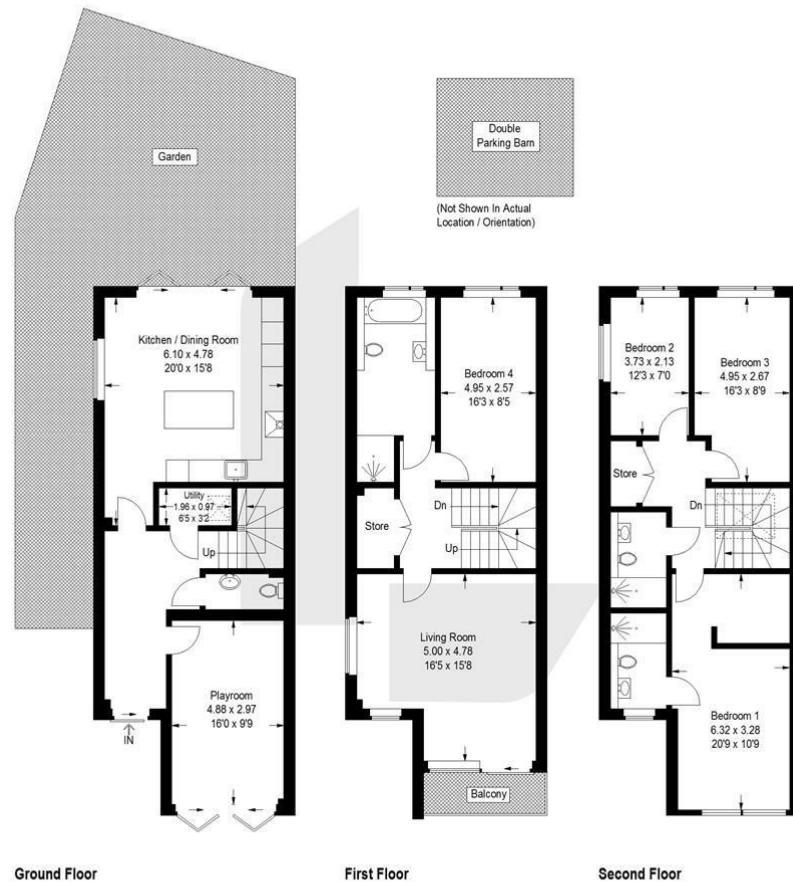 Garden
Double
Parking Barn
(Not Shown In Actual
Location / Orientation)
Kitchen / Dining Room
6.10 x 4.78
20'0 x 15'8
Utility
1.96 x 0.97
6'5 x 3'2
Up
Playroom
4.88 x 2.97
16'0 x 9'9
IN
Ground Floor
Bedroom 4
4.95 x 2.57
16'3 x 8'5
Store
Dn
Up
Living Room
5.00 x 4.78
16'5 x 15'8
Balcony
First Floor
Bedroom 2
3.73 x 2.13
12'3 x 7'0
Bedroom 3
4.95 x 2.67
16'3 x 8'9
Store
Dn
Bedroom 1
6.32 x 3.28
20'9 x 10'9
Second Floor